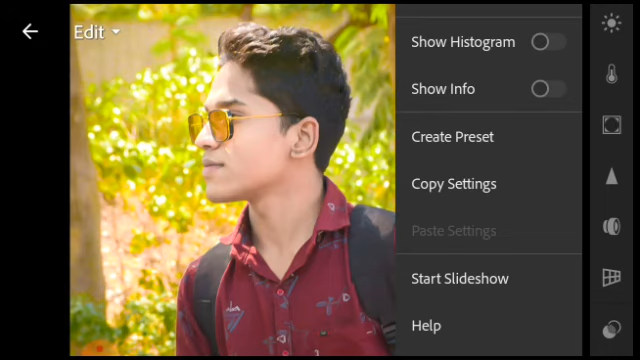 Edit
Show Histogram
Show Info
Create Preset
Copy Settings
Paste Settings
Start Slideshow
Help